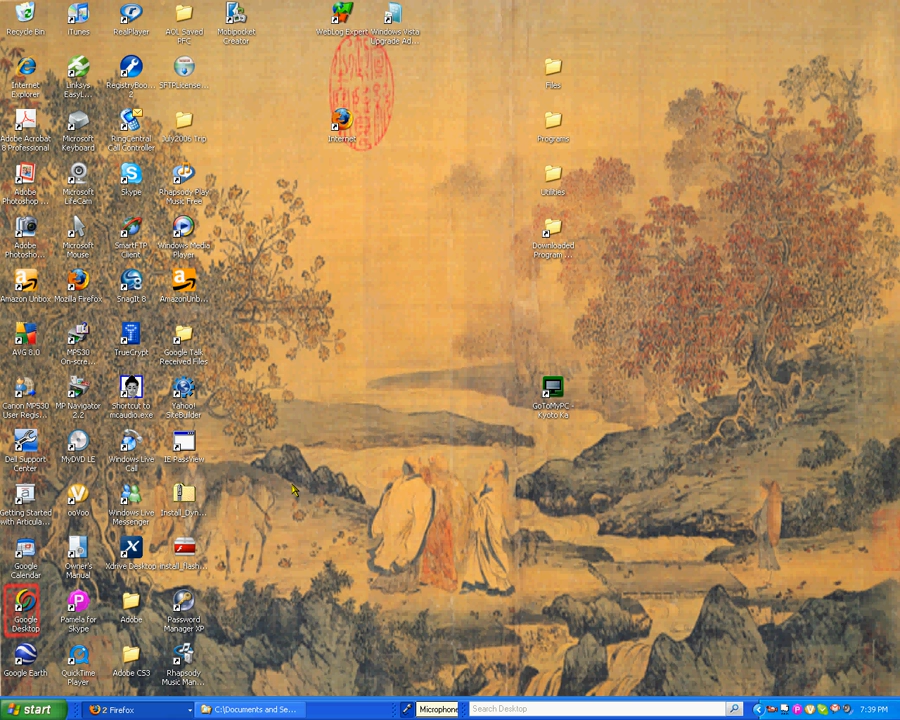 Recycle Bin
iTunes
RealPlayer
AOL Saved
PFC
Mobipocket
Creator
WebLog Expert
Windows Vista
Upgrade Ad...
Internet
Explorer
Linksys
EasyL...
RegistryBoo...
2
SFTPLicense...
Files
Adobe Acrobat
8 Professional
Microsoft
Keyboard
RingCentral
Call Controller
July2006 Trip
Internet
Programs
Adobe
Photoshop ...
Microsoft
LifeCam
Skype
Rhapsody Play
Music Free
Utilities
Adobe
Photosho...
Microsoft
Mouse
SmartFTP
Client
Windows Media
Player
Downloaded
Program ...
Amazon Unbox
Mozilla Firefox
SnagIt 8
AmazonUnb...
AVG 8.0
MP530
On-scre...
TrueCrypt
Google Talk
Received Files
Canon MP530
User Regis...
MP Navigator
2.2
Shortcut to
mcaudio.exe
Yahoo!
SiteBuilder
GoToMyPC -
Kyoto Ka
Dell Support
Center
MyDVD LE
Windows Live
Call
IE PassView
Getting Started
with Articula...
ooVoo
Windows Live
Messenger
Install_Dyn...
Google
Calendar
Owner's
Manual
Xdrive Desktop
install_flash...
Google
Desktop
Pamela for
Skype
Adobe
Password
Manager XP
Google Earth
QuickTime
Player
Adobe CS3
Rhapsody
Music Man...
start
2 Firefox
C:\Documents and Se...
Microphone
Search Desktop
7:39 PM